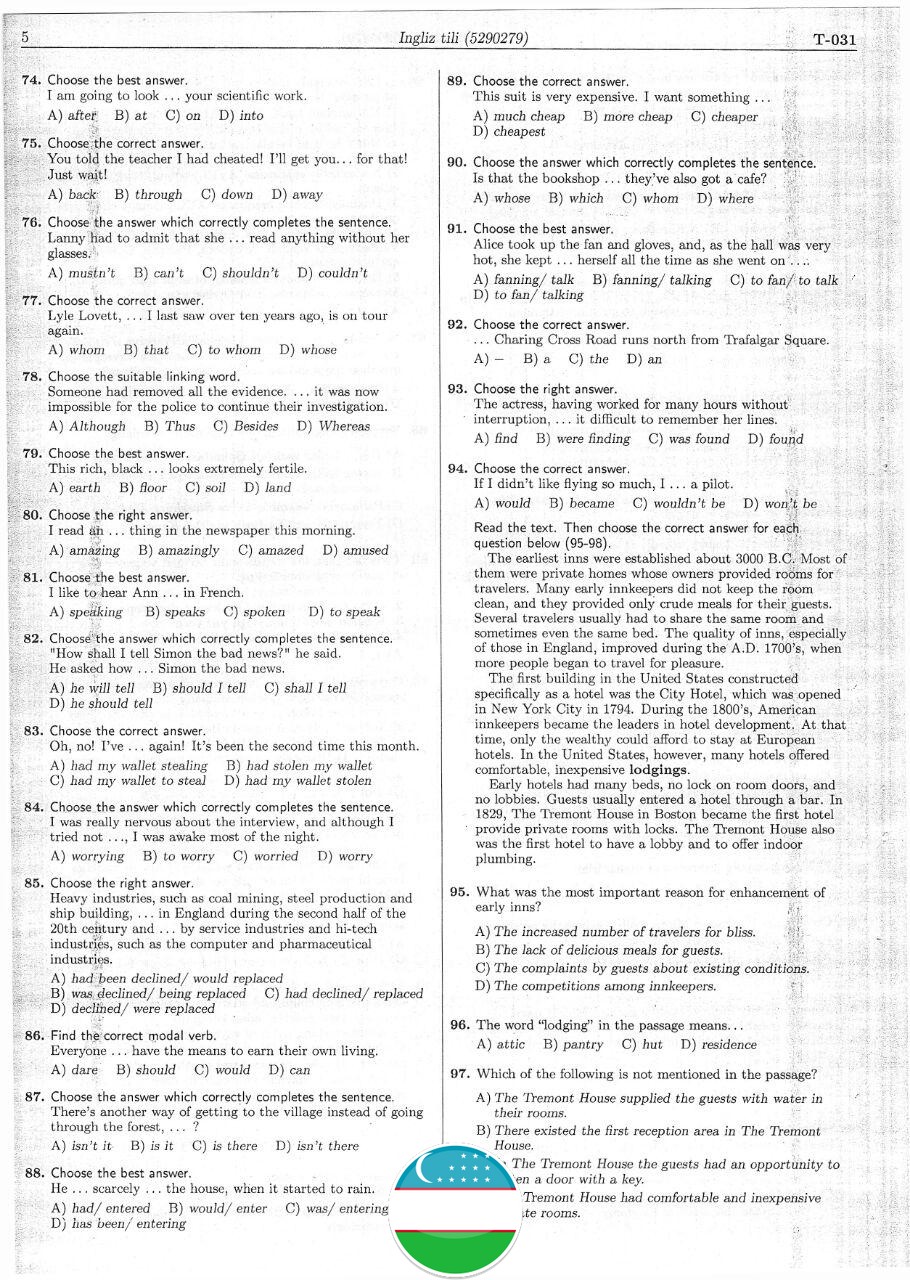 5
Ingliz tili (5290279)
T-031
74. Choose the best answer.
I am going to look ... your scientific work.
A) after B) at C) on D) into
75. Choose the correct answer.
You told the teacher I had cheated! I'll get you... for that!
Just wait!
A) back B) through C) down D) away
76. Choose the answer which correctly completes the sentence.
Lanny had to admit that she ... read anything without her
glasses.
A) mustn't B) can't C) shouldn't D) couldn't
77. Choose the correct answer.
Lyle Lovett, ... I last saw over ten years ago, is on tour
again.
A) whom B) that C) to whom D) whose
78. Choose the suitable linking word.
Someone had removed all the evidence. ... it was now
impossible for the police to continue their investigation.
A) Although B) Thus C) Besides D) Whereas
79. Choose the best answer.
This rich, black ... looks extremely fertile.
A) earth B) floor C) soil D) land
80. Choose the right answer.
I read an ... thing in the newspaper this morning.
A) amazing B) amazingly C) amazed D) amused
81. Choose the best answer.
I like to hear Ann ... in French.
A) speaking B) speaks C) spoken D) to speak
82. Choose the answer which correctly completes the sentence.
"How shall I tell Simon the bad news?" he said.
He asked how ... Simon the bad news.
A) he will tell B) should I tell C) shall I tell
D) he should tell
83. Choose the correct answer.
Oh, no! I've ... again! It's been the second time this month.
A) had my wallet stealing B) had stolen my wallet
C) had my wallet to steal D) had my wallet stolen
84. Choose the answer which correctly completes the sentence.
I was really nervous about the interview, and although I
tried not ..., I was awake most of the night.
A) worrying B) to worry C) worried D) worry
85. Choose the right answer.
Heavy industries, such as coal mining, steel production and
ship building, ... in England during the second half of the
20th century and ... by service industries and hi-tech
industries, such as the computer and pharmaceutical
industries.
A) had been declined/ would replaced
B) was declined/ being replaced C) had declined/ replaced
D) declined/ were replaced
86. Find the correct modal verb.
Everyone ... have the means to earn their own living.
A) dare B) should C) would D) can
87. Choose the answer which correctly completes the sentence.
There's another way of getting to the village instead of going
through the forest, ... ?
A) isn't it B) is it C) is there D) isn't there
88. Choose the best answer.
He ... scarcely ... the house, when it started to rain.
A) had/ entered B) would/ enter C) was/ entering
D) has been/ entering
89. Choose the correct answer.
This suit is very expensive. I want something ...
A) much cheap B) more cheap C) cheaper
D) cheapest
90. Choose the answer which correctly completes the sentence.
Is that the bookshop ... they've also got a cafe?
A) whose B) which C) whom D) where
91. Choose the best answer.
Alice took up the fan and gloves, and, as the hall was very
hot, she kept ... herself all the time as she went on ...
A) fanning/ talk B) fanning/ talking C) to fan/ to talk
D) to fan/ talking
92. Choose the correct answer.
... Charing Cross Road runs north from Trafalgar Square.
A) – B) a C) the D) an
93. Choose the right answer.
The actress, having worked for many hours without
interruption, ... it difficult to remember her lines.
A) find B) were finding C) was found D) found
94. Choose the correct answer.
If I didn't like flying so much, I ... a pilot.
A) would B) became C) wouldn't be D) won't be
Read the text. Then choose the correct answer for each
question below (95-98).
The earliest inns were established about 3000 B.C. Most of
them were private homes whose owners provided rooms for
travelers. Many early innkeepers did not keep the room
clean, and they provided only crude meals for their guests.
Several travelers usually had to share the same room and
sometimes even the same bed. The quality of inns, especially
of those in England, improved during the A.D. 1700's, when
more people began to travel for pleasure.
The first building in the United States constructed
specifically as a hotel was the City Hotel, which was opened
in New York City in 1794. During the 1800's, American
innkeepers became the leaders in hotel development. At that
time, only the wealthy could afford to stay at European
hotels. In the United States, however, many hotels offered
comfortable, inexpensive lodgings.
Early hotels had many beds, no lock on room doors, and
no lobbies. Guests usually entered a hotel through a bar. In
1829, The Tremont House in Boston became the first hotel
provide private rooms with locks. The Tremont House also
was the first hotel to have a lobby and to offer indoor
plumbing.
95. What was the most important reason for enhancement of
early inns?
A) The increased number of travelers for bliss.
B) The lack of delicious meals for guests.
C) The complaints by guests about existing conditions.
D) The competitions among innkeepers.
96. The word "lodging" in the passage means...
A) attic B) pantry C) hut D) residence
97. Which of the following is not mentioned in the passage?
A) The Tremont House supplied the guests with water in
their rooms.
B) There existed the first reception area in The Tremont
House.
The Tremont House the guests had an opportunity to
a door with a key.
Tremont House had comfortable and inexpensive
rooms.